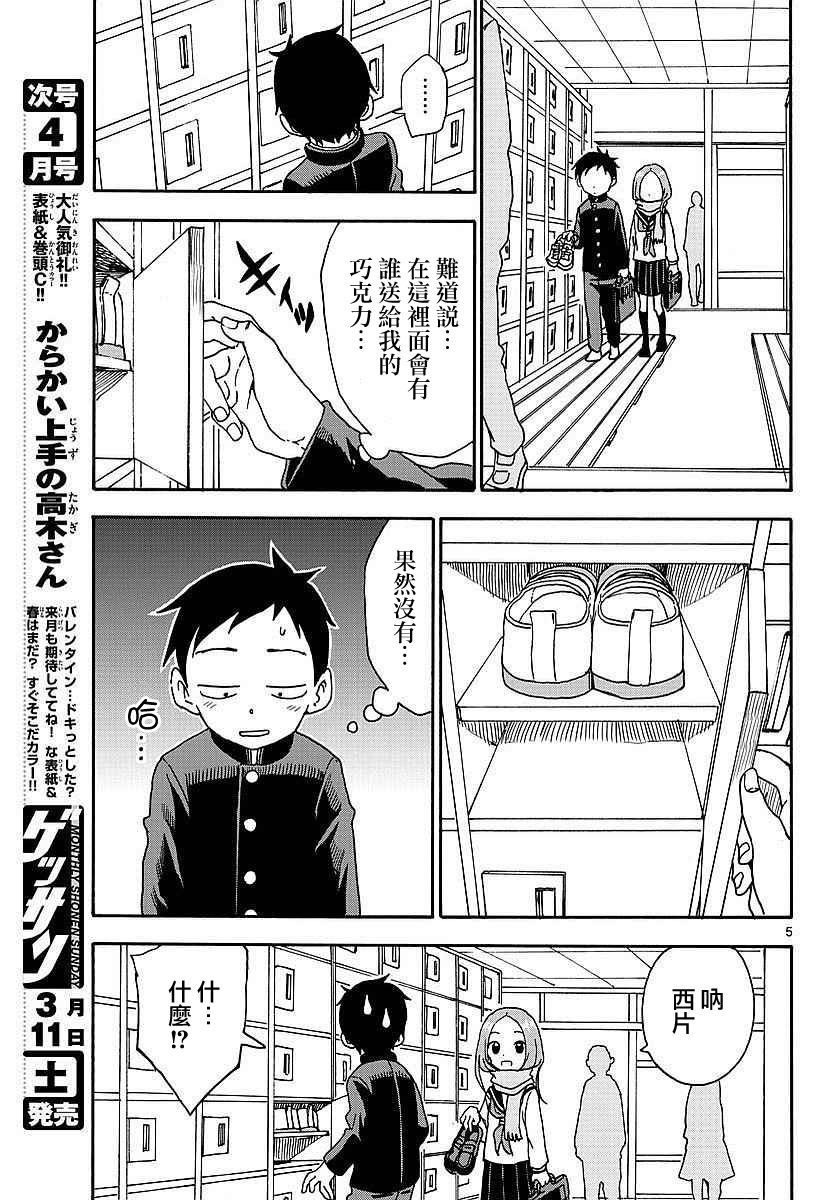 ……
難道說…
在這裡面會有
誰送給我的
巧克力…
果然沒有…
哈……
5
吶
西片
什…
什麼!?
次号
4
月号
大人気御礼!!
表紙&巻頭C!!
からかい上手の高木さん
バレンタイン…ドキっとした?
来月も期待しててね! な表紙&
春はまだ? すぐそこだカラー!!
ゲッサン
MONTHLY SHONEN SUNDAY
3月
11日
土
発売